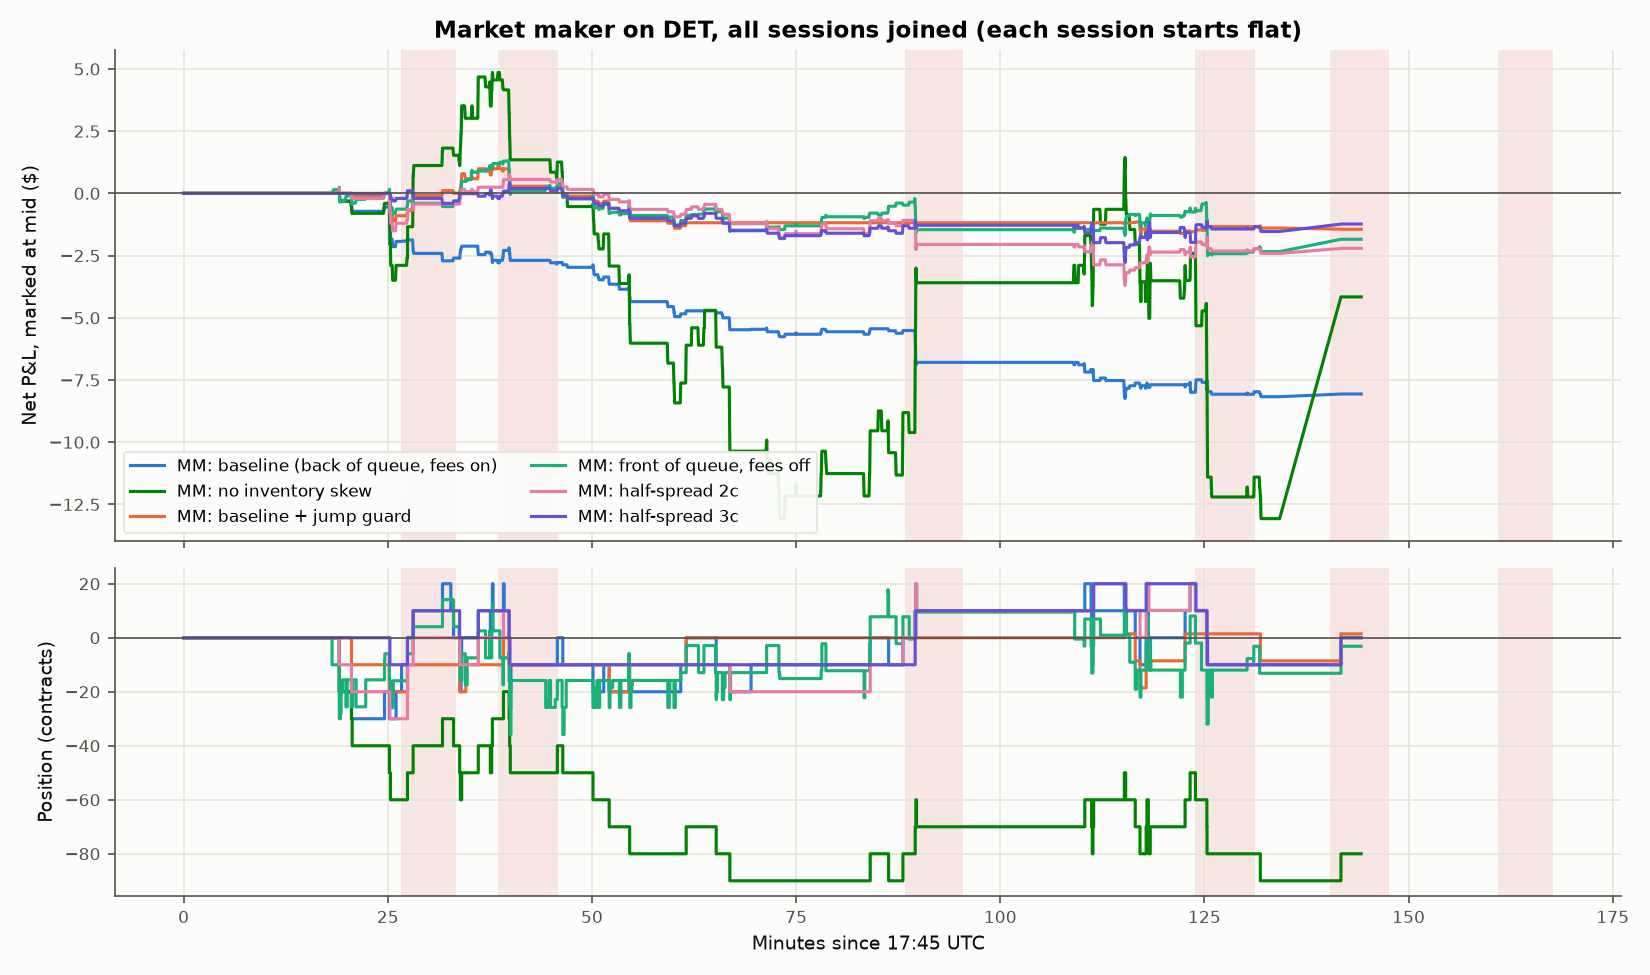 Market maker on DET, all sessions joined (each session starts flat)
Net P&L, marked at mid ($)
5.0
2.5
0.0
−2.5
−5.0
−7.5
−10.0
−12.5
MM: baseline (back of queue, fees on)
MM: no inventory skew
MM: baseline + jump guard
MM: front of queue, fees off
MM: half-spread 2c
MM: half-spread 3c
Position (contracts)
20
0
−20
−40
−60
−80
0 25 50 75 100 125 150 175
Minutes since 17:45 UTC